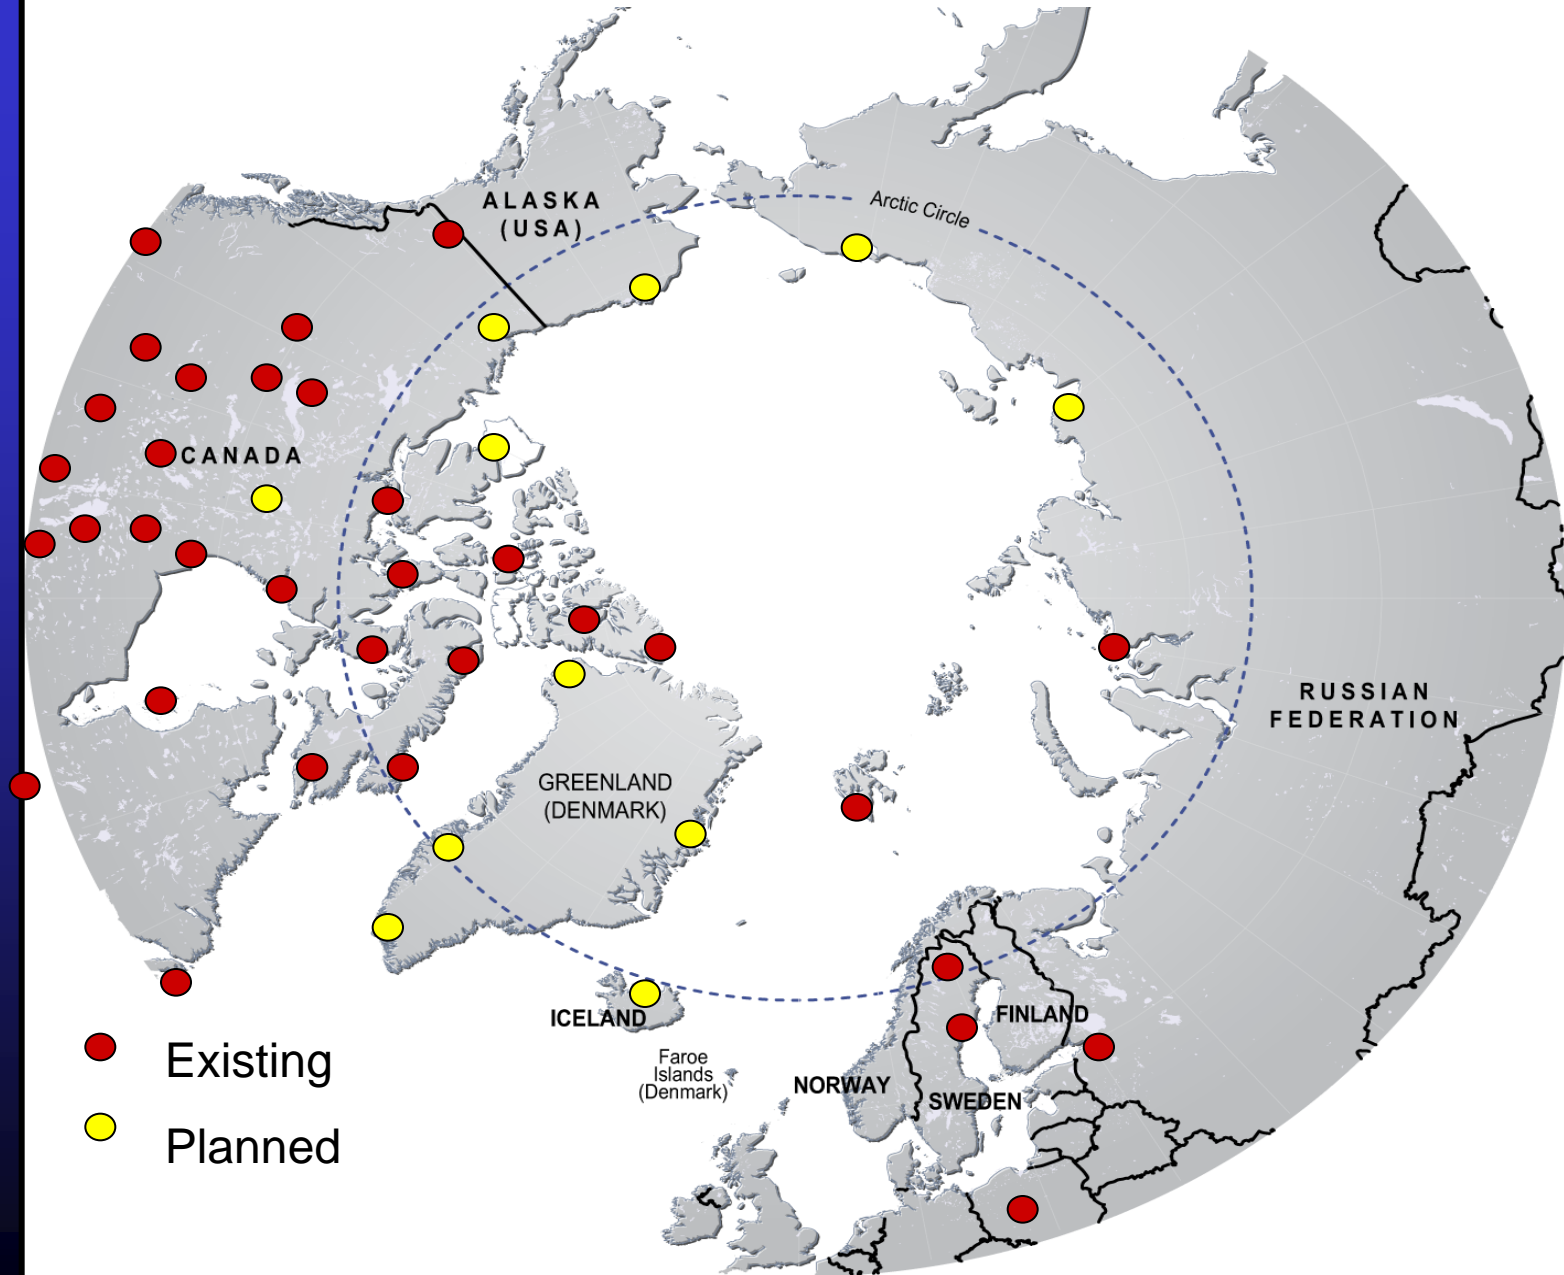 ALASKA
(USA)
Arctic Circle
CANADA
RUSSIAN
FEDERATION
GREENLAND
(DENMARK)
ICELAND
FINLAND
Faroe
Islands
(Denmark)
NORWAY
SWEDEN
Existing
Planned